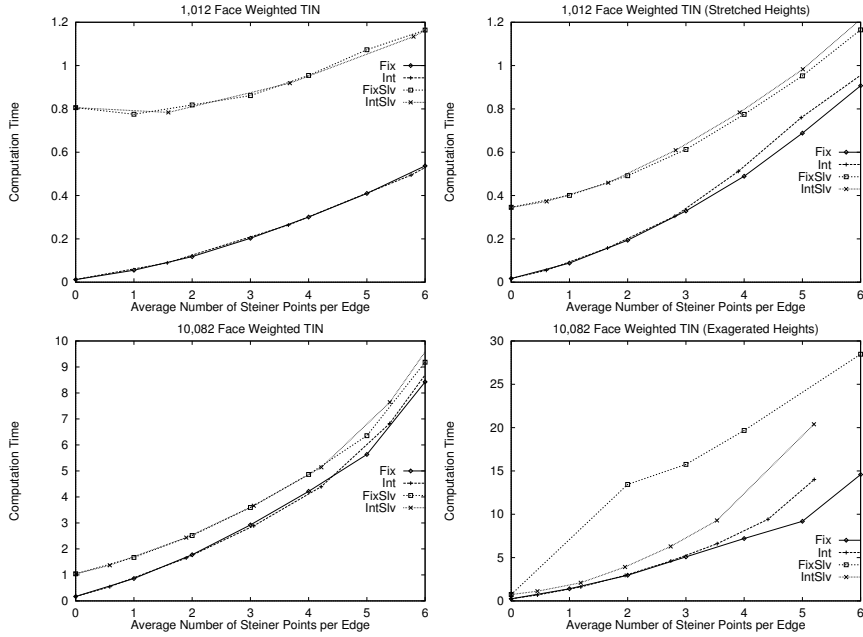 1,012 Face Weighted TIN
Computation Time
1.2
1
0.8
0.6
0.4
0.2
0
Fix
Int
FixSlv
IntSlv
0 1 2 3 4 5 6
Average Number of Steiner Points per Edge
1,012 Face Weighted TIN (Stretched Heights)
Computation Time
1.2
1
0.8
0.6
0.4
0.2
0
Fix
Int
FixSlv
IntSlv
0 1 2 3 4 5 6
Average Number of Steiner Points per Edge
10,082 Face Weighted TIN
Computation Time
10
9
8
7
6
5
4
3
2
1
0
Fix
Int
FixSlv
IntSlv
0 1 2 3 4 5 6
Average Number of Steiner Points per Edge
10,082 Face Weighted TIN (Exagerated Heights)
Computation Time
30
25
20
15
10
5
0
Fix
Int
FixSlv
IntSlv
0 1 2 3 4 5 6
Average Number of Steiner Points per Edge